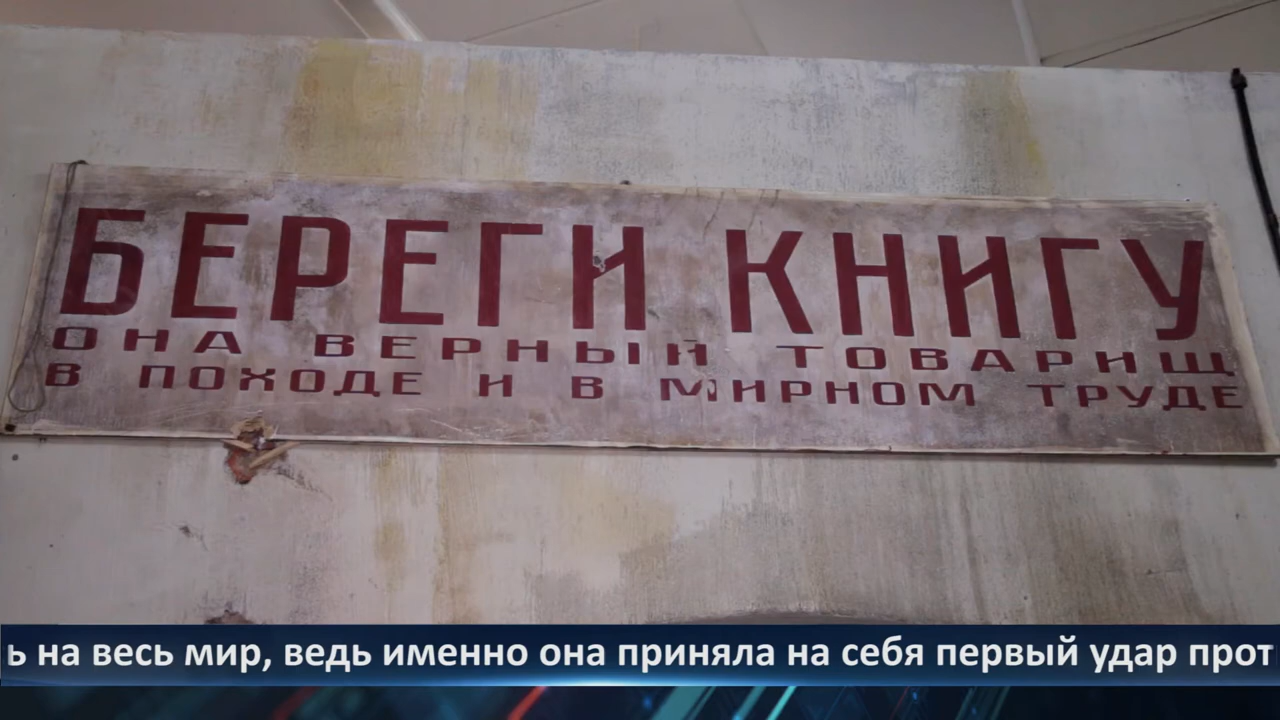 БЕРЕГИ КНИГУ
ОНА ВЕРНЫЙ ТОВАРИЩ
В ПОХОДЕ И В МИРНОМ ТРУДЕ
на весь мир, ведь именно она приняла на себя первый удар